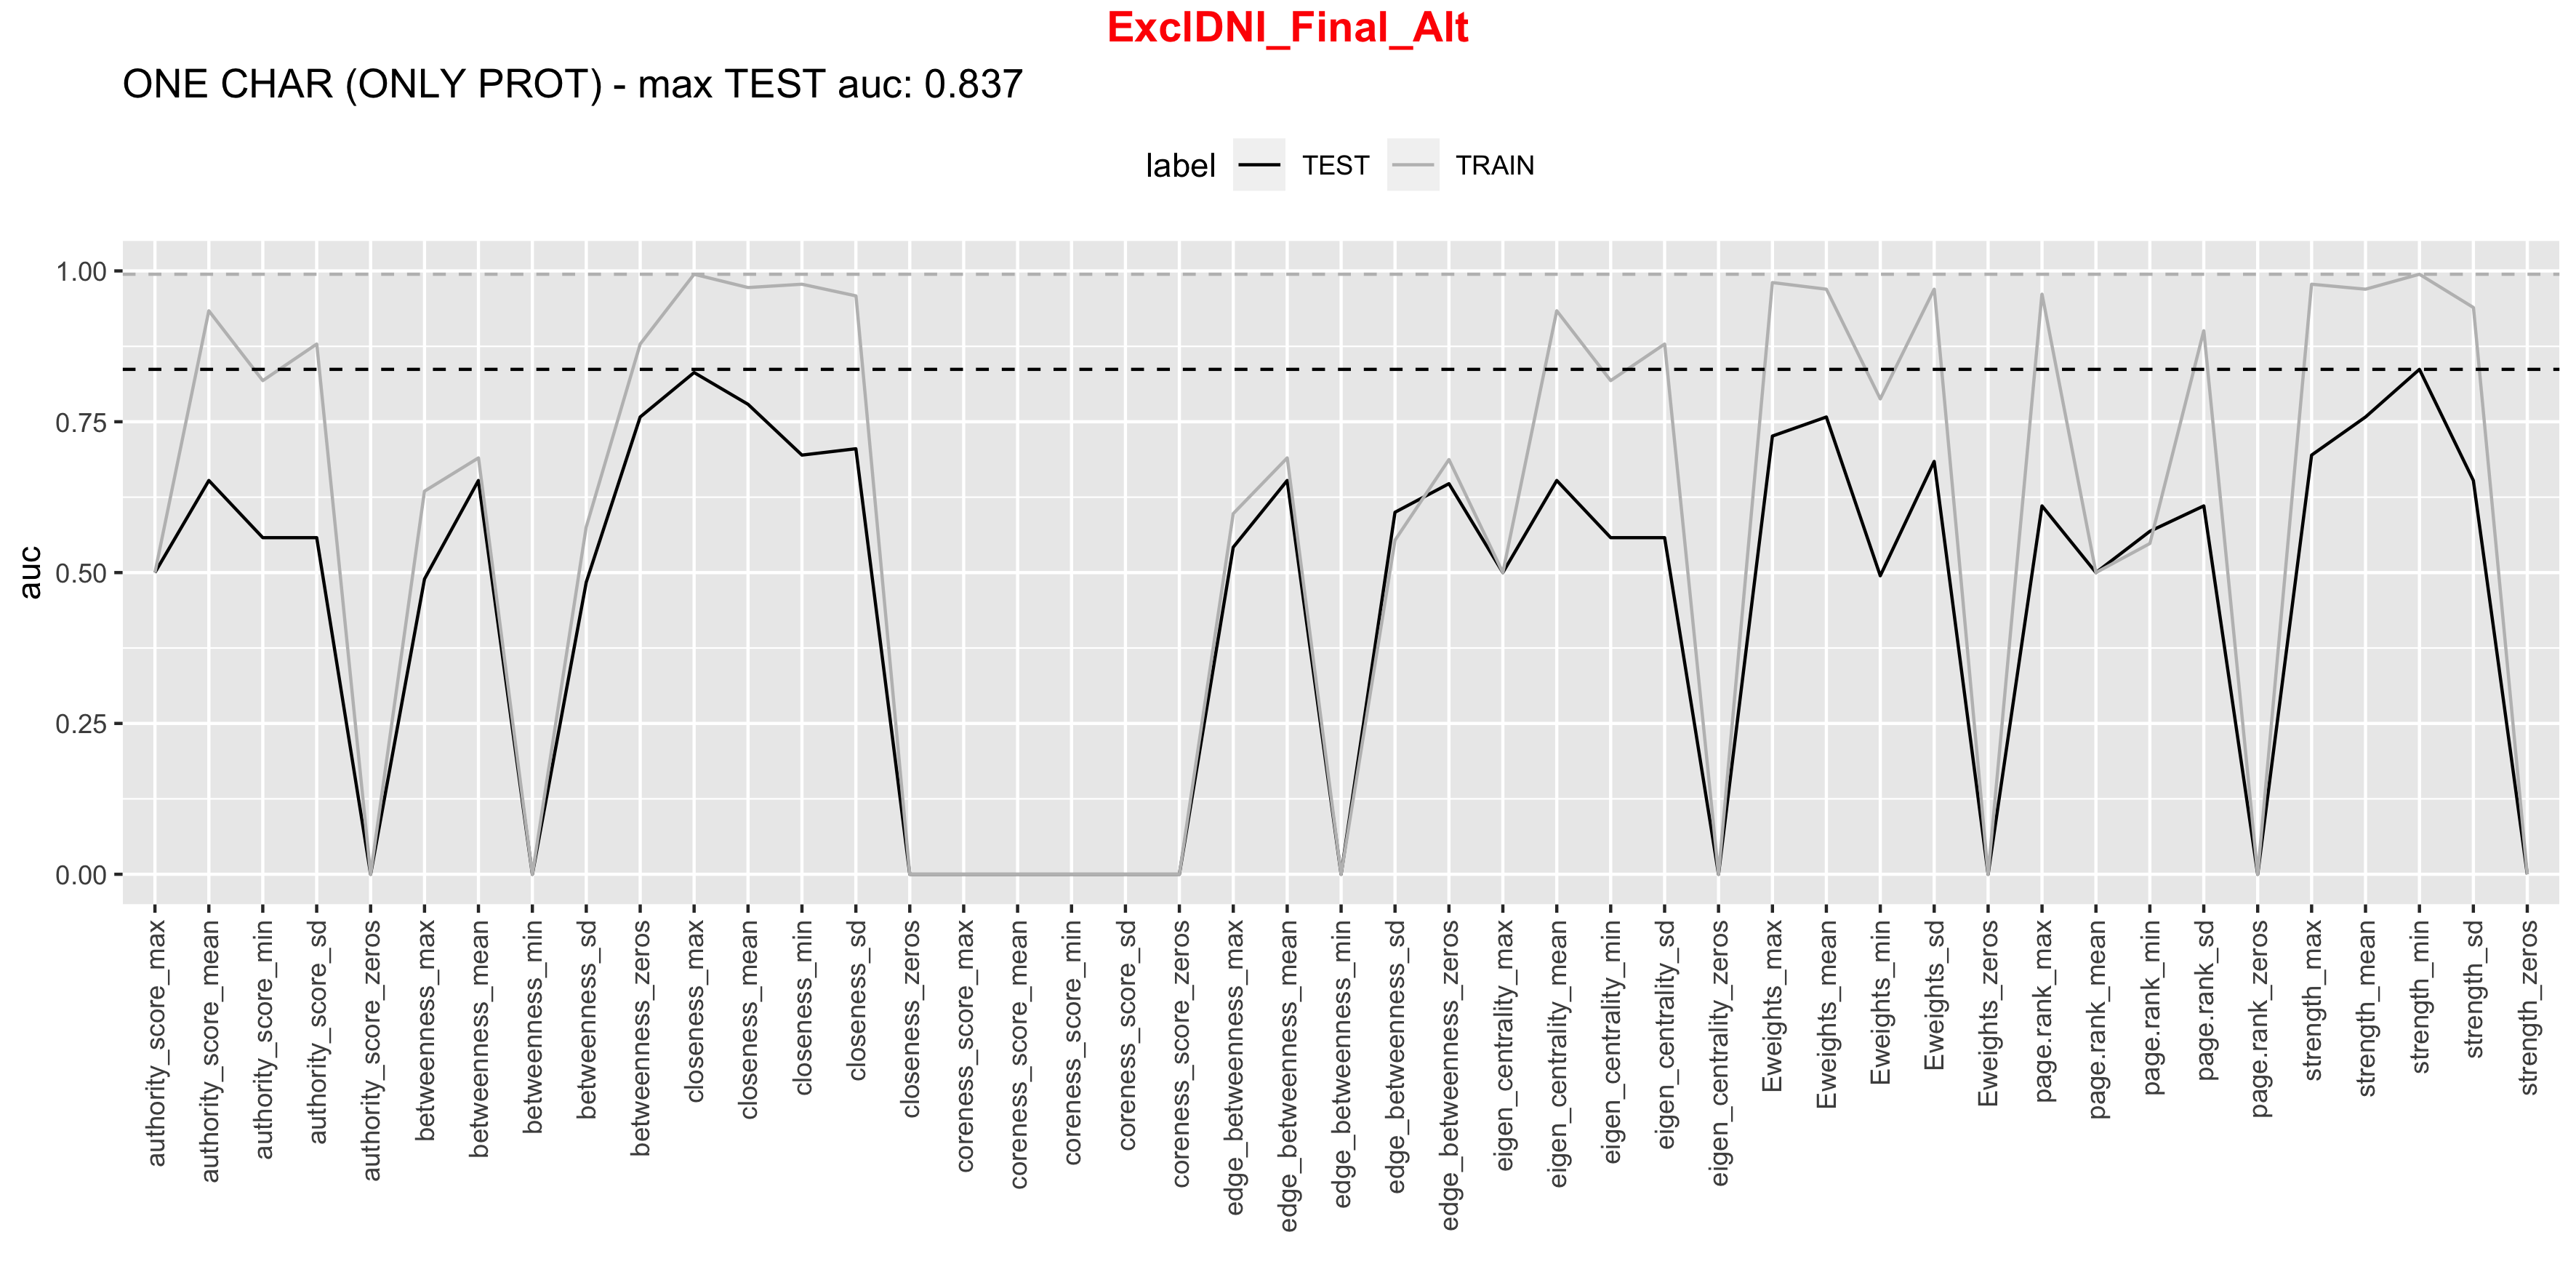 ExclDNI_Final_Alt
ONE CHAR (ONLY PROT) - max TEST auc: 0.837
label TEST TRAIN
1.00
0.75
0.50
0.25
0.00
auc
authority_score_max
authority_score_mean
authority_score_min
authority_score_sd
authority_score_zeros
betweenness_max
betweenness_mean
betweenness_min
betweenness_sd
betweenness_zeros
closeness_max
closeness_mean
closeness_min
closeness_sd
closeness_zeros
coreness_score_max
coreness_score_mean
coreness_score_min
coreness_score_sd
coreness_score_zeros
edge_betweenness_max
edge_betweenness_mean
edge_betweenness_min
edge_betweenness_sd
edge_betweenness_zeros
eigen_centrality_max
eigen_centrality_mean
eigen_centrality_min
eigen_centrality_sd
eigen_centrality_zeros
Eweights_max
Eweights_mean
Eweights_min
Eweights_sd
Eweights_zeros
page.rank_max
page.rank_mean
page.rank_min
page.rank_sd
page.rank_zeros
strength_max
strength_mean
strength_min
strength_sd
strength_zeros